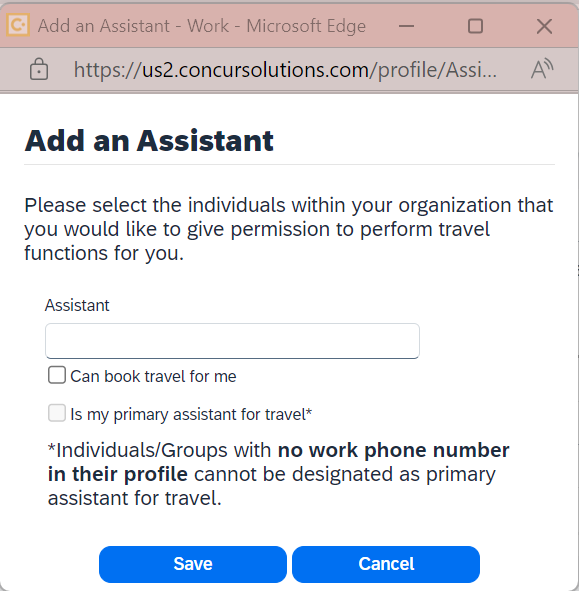 Add an Assistant - Work - Microsoft Edge
https://us2.concursolutions.com/profile/Assi...
Add an Assistant
Please select the individuals within your organization that
you would like to give permission to perform travel
functions for you.
Assistant
Can book travel for me
Is my primary assistant for travel*
*Individuals/Groups with no work phone number
in their profile cannot be designated as primary
assistant for travel.
Save Cancel